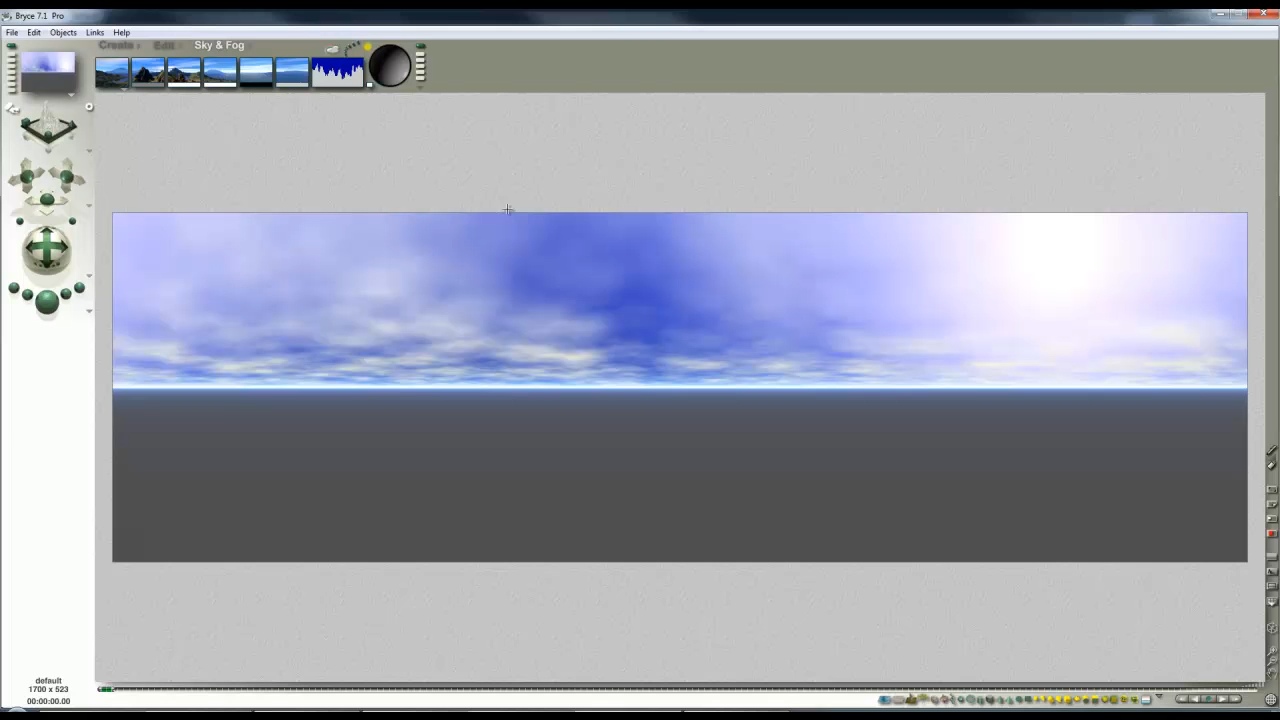 Bryce 7.1 Pro
File Edit Objects Links Help
Create Edit Sky & Fog
default
1700 x 523
00:00:00.00